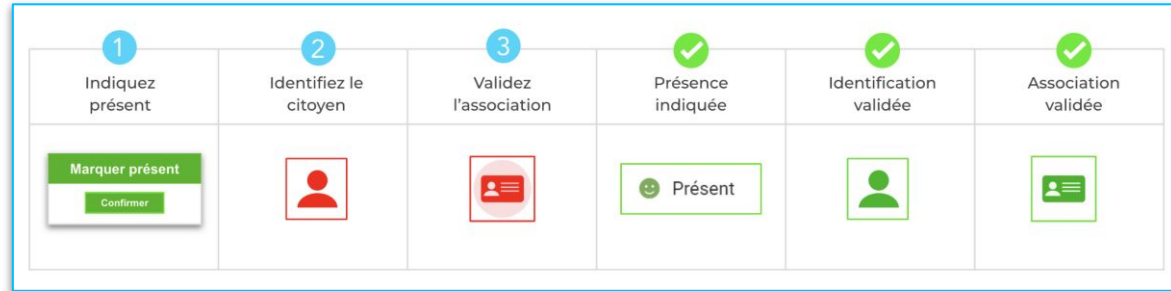 1
Indiquez
présent
2
Identifiez le
citoyen
3
Validez
l'association
Présence
indiquée
Identification
validée
Association
validée
Marquer présent
Confirmer
Présent